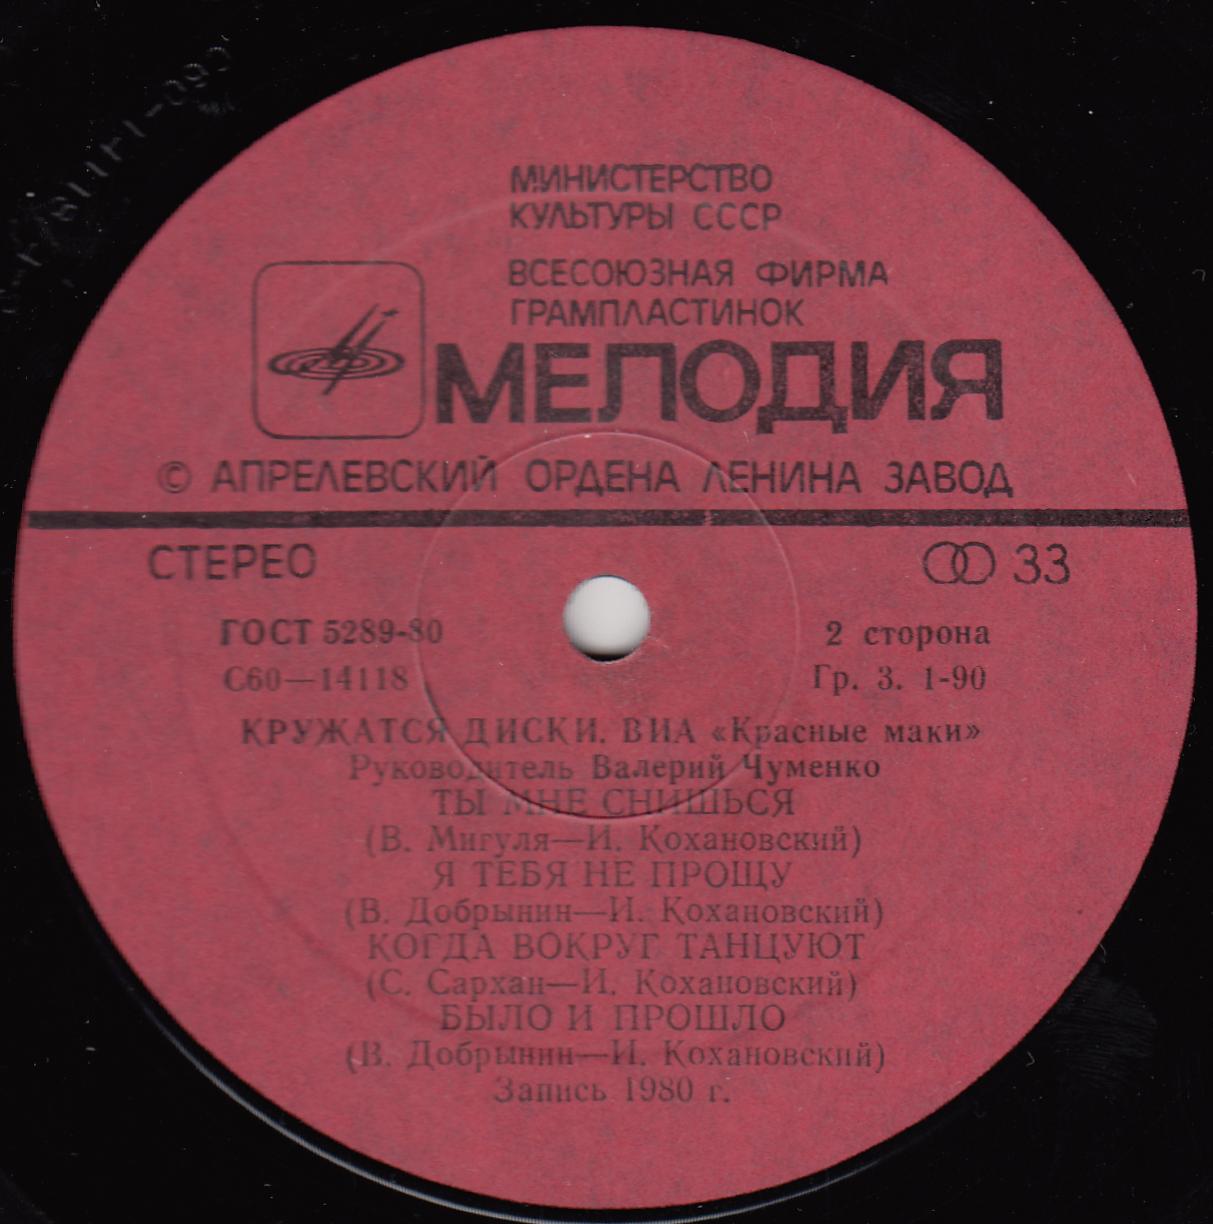 МИНИСТЕРСТВО
КУЛЬТУРЫ СССР
ВСЕСОЮЗНАЯ ФИРМА
ГРАМПЛАСТИНОК
МЕЛОДИЯ
© АПРЕЛЕВСКИЙ ОРДЕНА ЛЕНИНА ЗАВОД
СТЕРЕО
33
ГОСТ 5289-80
2 сторона
С60—14118
Гр. 3. 1-90
КРУЖАТСЯ ДИСКИ. ВИА «Красные маки»
Руководитель Валерий Чуменко
ТЫ МНЕ СНИШЬСЯ
(В. Мигуля—И. Кохановский)
Я ТЕБЯ НЕ ПРОЩУ
(В. Добрынин—И. Кохановский)
КОГДА ВОКРУГ ТАНЦУЮТ
(С. Сархан—И. Кохановский)
БЫЛО И ПРОШЛО
(В. Добрынин—И. Кохановский)
Запись 1980 г.